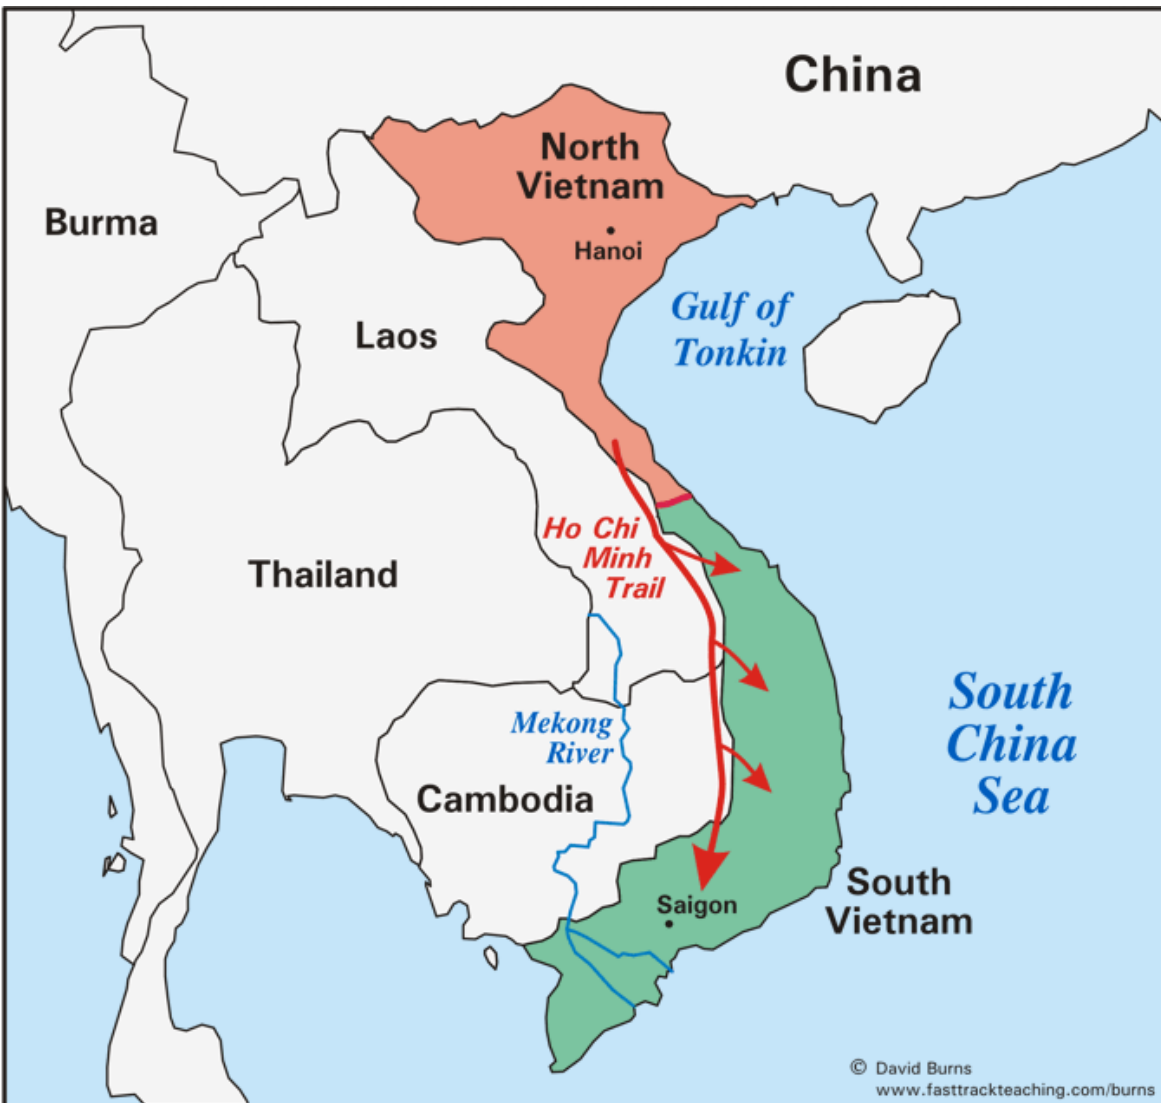 China
North
Vietnam
Hanoi
Burma
Gulf of
Tonkin
Laos
Ho Chi
Minh
Trail
Thailand
South
China
Sea
Mekong
River
Cambodia
South
Vietnam
Saigon
© David Burns
www.fasttrackteaching.com/burns